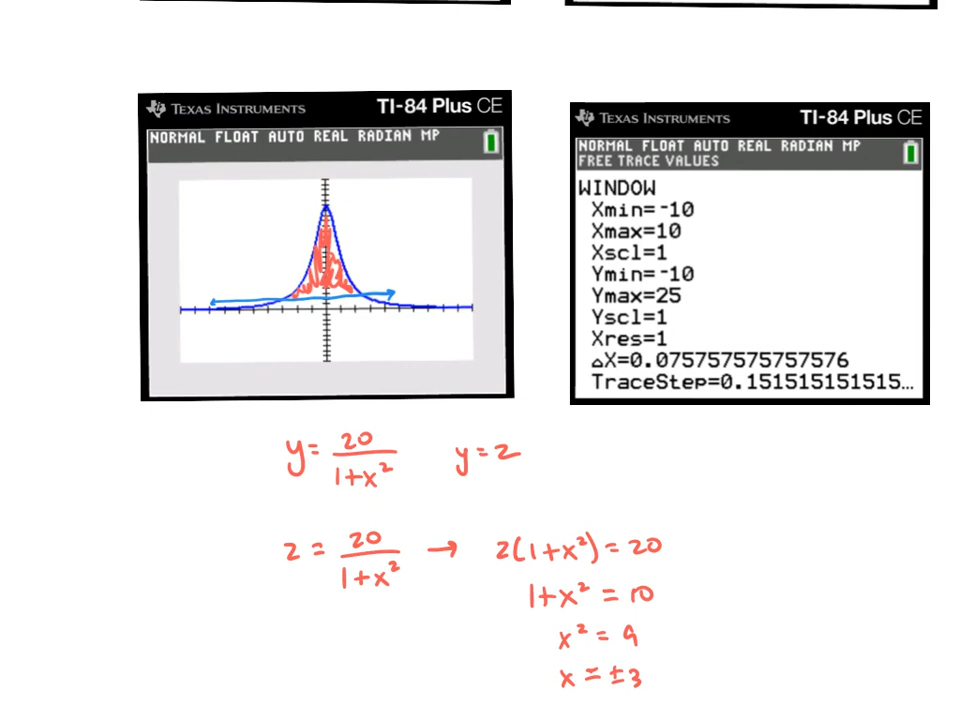 TEXAS INSTRUMENTS TI-84 Plus CE
NORMAL FLOAT AUTO REAL RADIAN MP
TEXAS INSTRUMENTS TI-84 Plus CE
NORMAL FLOAT AUTO REAL RADIAN MP
FREE TRACE VALUES
WINDOW
Xmin=-10
Xmax=10
Xscl=1
Ymin=-10
Ymax=25
Yscl=1
Xres=1
△X=0.0757575757575​76
TraceStep=0.151515151515…
y = 20/(1+x²) y = 2
2 = 20/(1+x²) → 2(1+x²) = 20
1+x² = 10
x² = 9
x = ±3